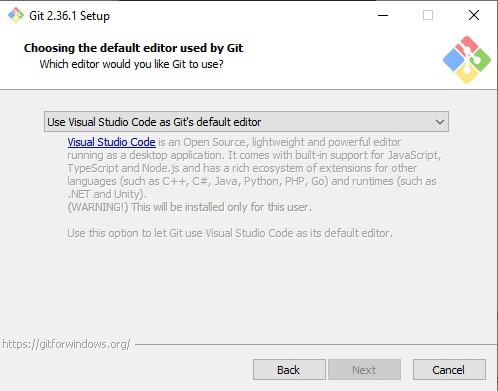 Git 2.36.1 Setup
Choosing the default editor used by Git
Which editor would you like Git to use?
Use Visual Studio Code as Git's default editor
Visual Studio Code is an Open Source, lightweight and powerful editor
running as a desktop application. It comes with built-in support for JavaScript,
TypeScript and Node.js and has a rich ecosystem of extensions for other
languages (such as C++, C#, Java, Python, PHP, Go) and runtimes (such as
.NET and Unity).
(WARNING!) This will be installed only for this user.
Use this option to let Git use Visual Studio Code as its default editor.
https://gitforwindows.org/
Back
Next
Cancel